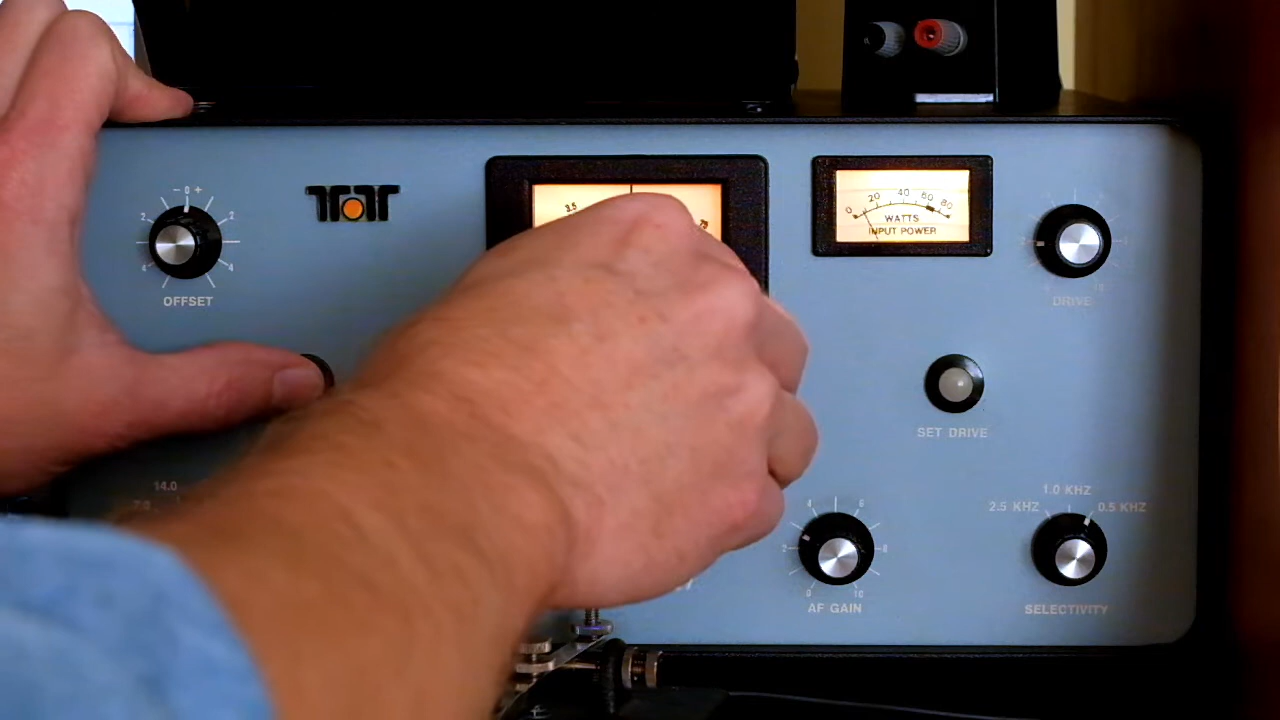 - 0 +
2 2
4 4
OFFSET
3.5
0 20 40 60 80
WATTS
INPUT POWER
DRIVE
SET DRIVE
14.0
7.0
4 6
2 8
0 10
AF GAIN
1.0 KHZ
2.5 KHZ 0.5 KHZ
SELECTIVITY